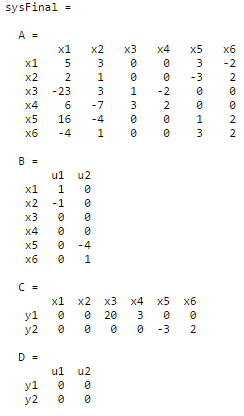 sysFinal =
A =
x1 x2 x3 x4 x5 x6
x1 5 3 0 0 3 -2
x2 2 1 0 0 -3 2
x3 -23 3 1 -2 0 0
x4 6 -7 3 2 0 0
x5 16 -4 0 0 1 2
x6 -4 1 0 0 3 2
B =
u1 u2
x1 1 0
x2 -1 0
x3 0 0
x4 0 0
x5 0 -4
x6 0 1
C =
x1 x2 x3 x4 x5 x6
y1 0 0 20 3 0 0
y2 0 0 0 0 -3 2
D =
u1 u2
y1 0 0
y2 0 0